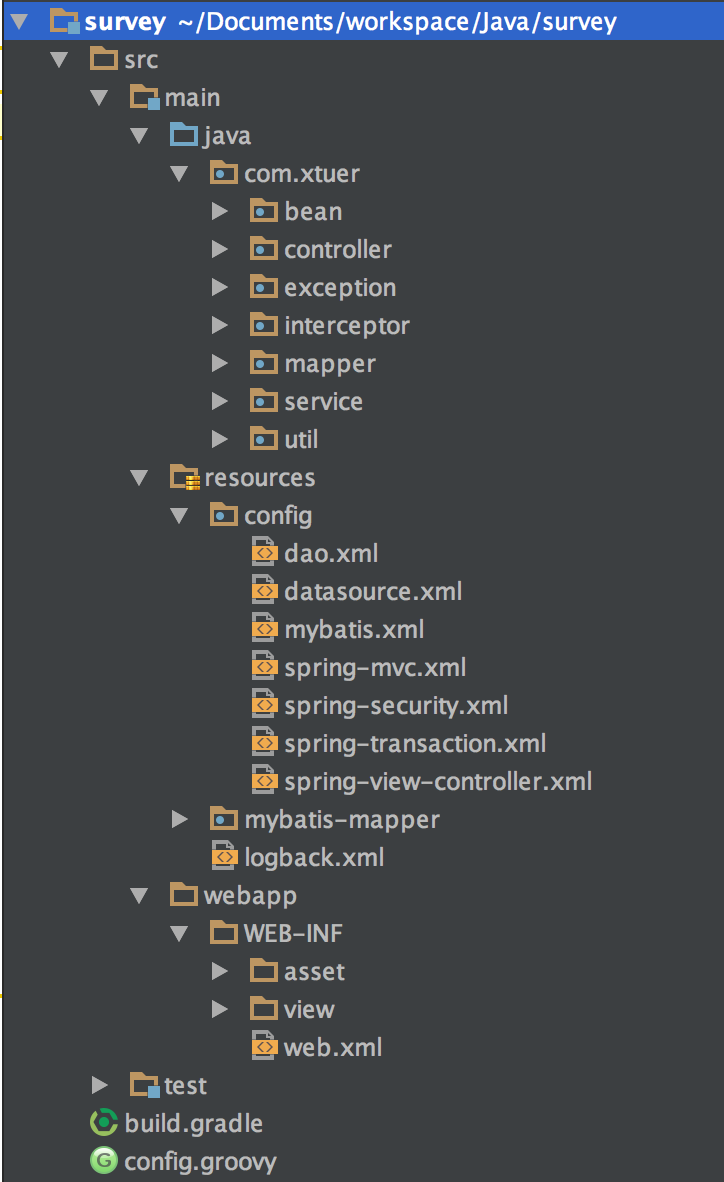 survey ~/Documents/workspace/Java/survey
src
main
java
com.xtuer
bean
controller
exception
interceptor
mapper
service
util
resources
config
dao.xml
datasource.xml
mybatis.xml
spring-mvc.xml
spring-security.xml
spring-transaction.xml
spring-view-controller.xml
mybatis-mapper
logback.xml
webapp
WEB-INF
asset
view
web.xml
test
build.gradle
G config.groovy